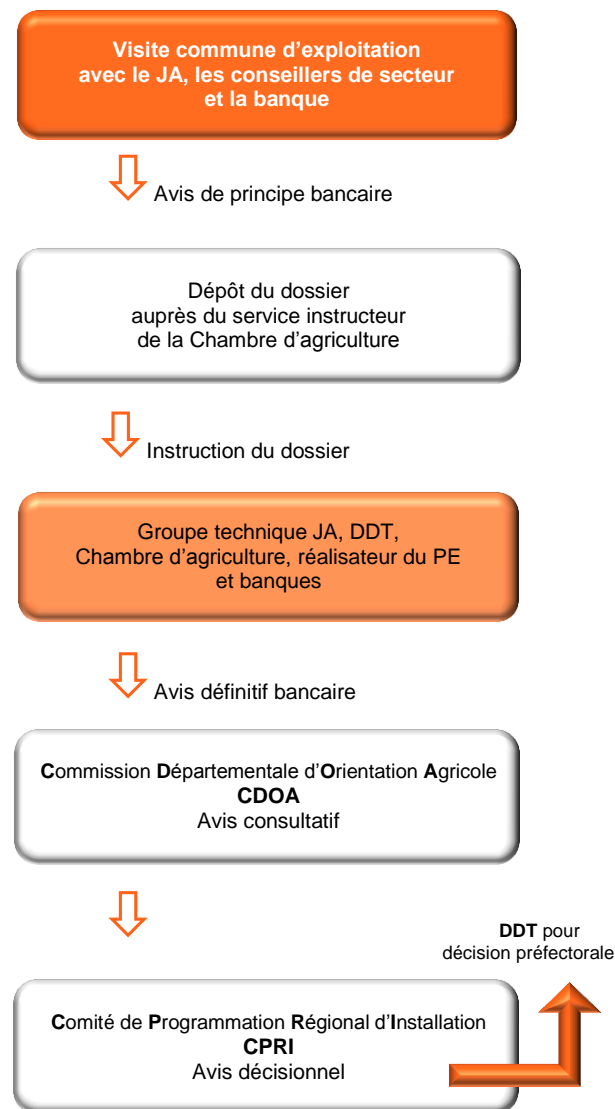 Visite commune d'exploitation
avec le JA, les conseillers de secteur
et la banque
Avis de principe bancaire
Dépôt du dossier
auprès du service instructeur
de la Chambre d'agriculture
Instruction du dossier
Groupe technique JA, DDT,
Chambre d'agriculture, réalisateur du PE
et banques
Avis définitif bancaire
Commission Départementale d'Orientation Agricole
CDOA
Avis consultatif
DDT pour
décision préfectorale
Comité de Programmation Régional d'Installation
CPRI
Avis décisionnel